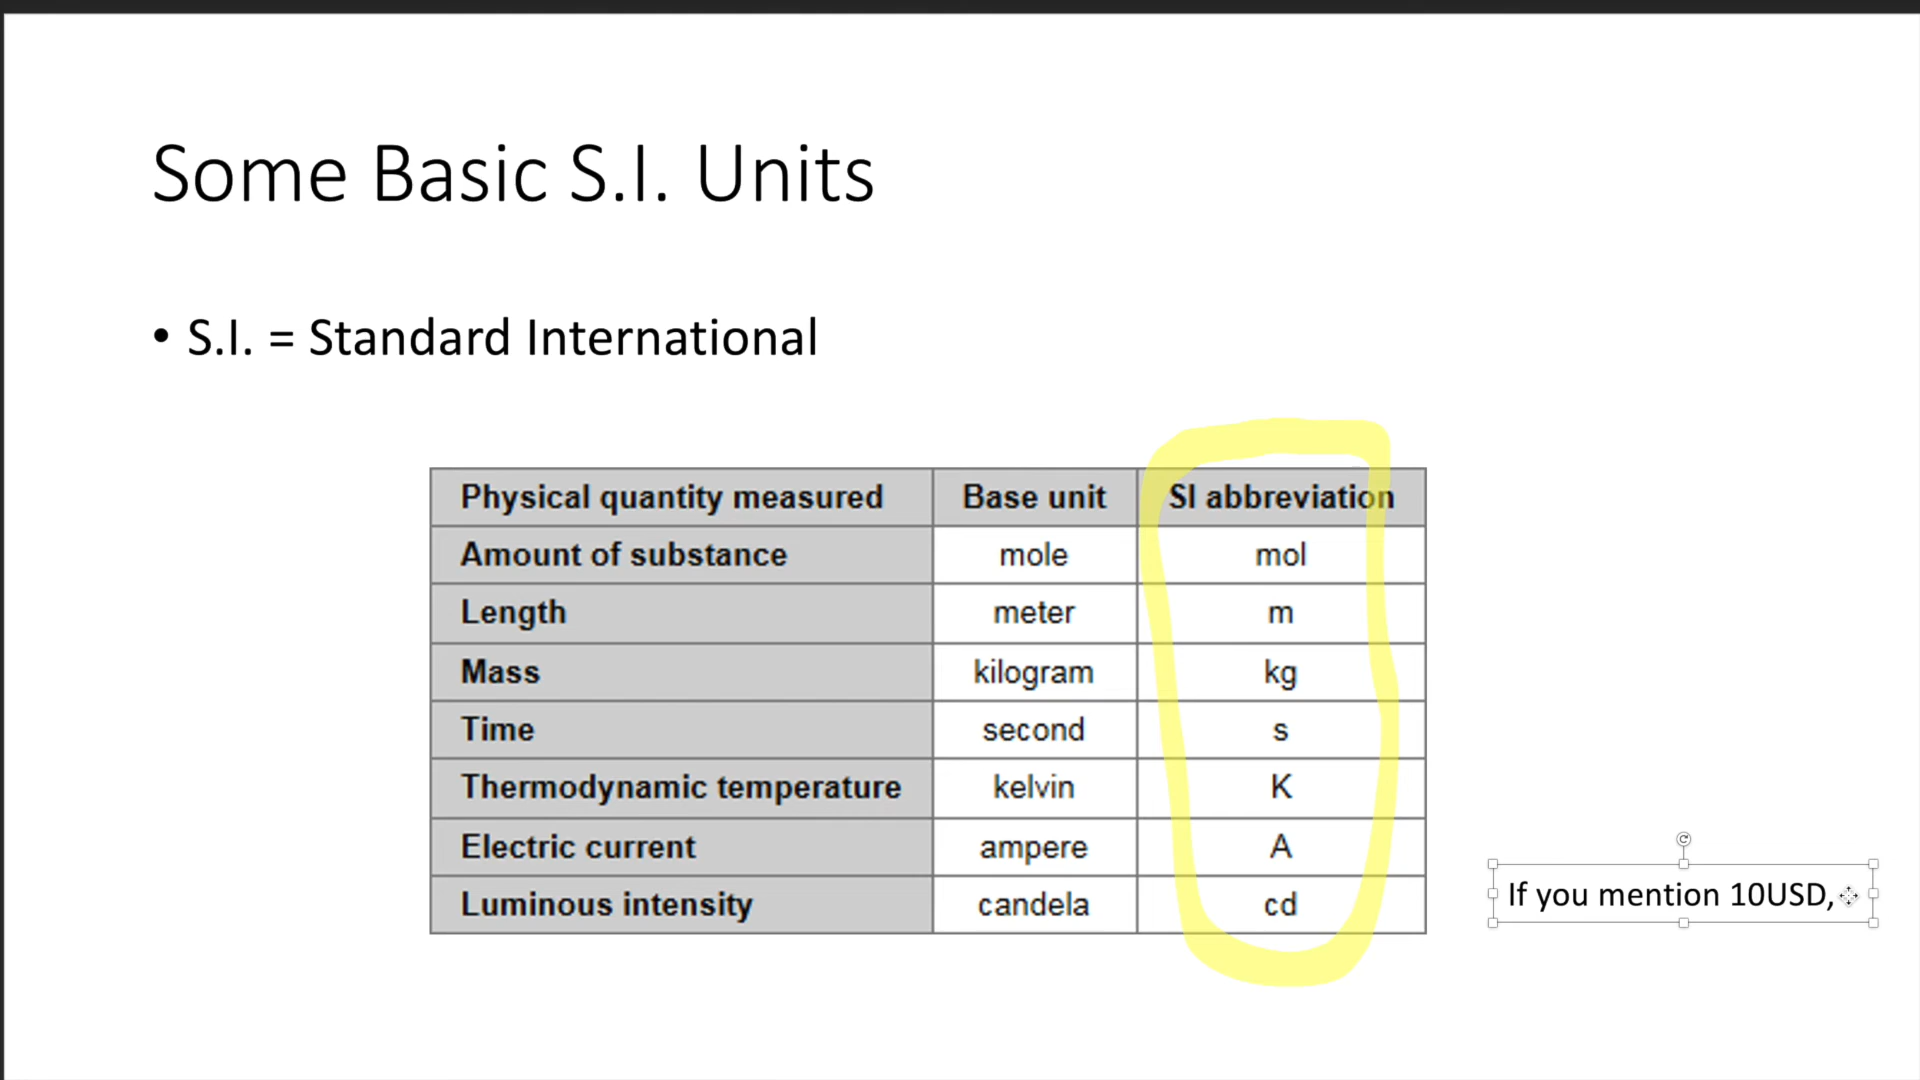 Some Basic S.I. Units
• S.I. = Standard International
Physical quantity measured Base unit SI abbreviation
Amount of substance mole mol
Length meter m
Mass kilogram kg
Time second s
Thermodynamic temperature kelvin K
Electric current ampere A
Luminous intensity candela cd
If you mention 10USD,